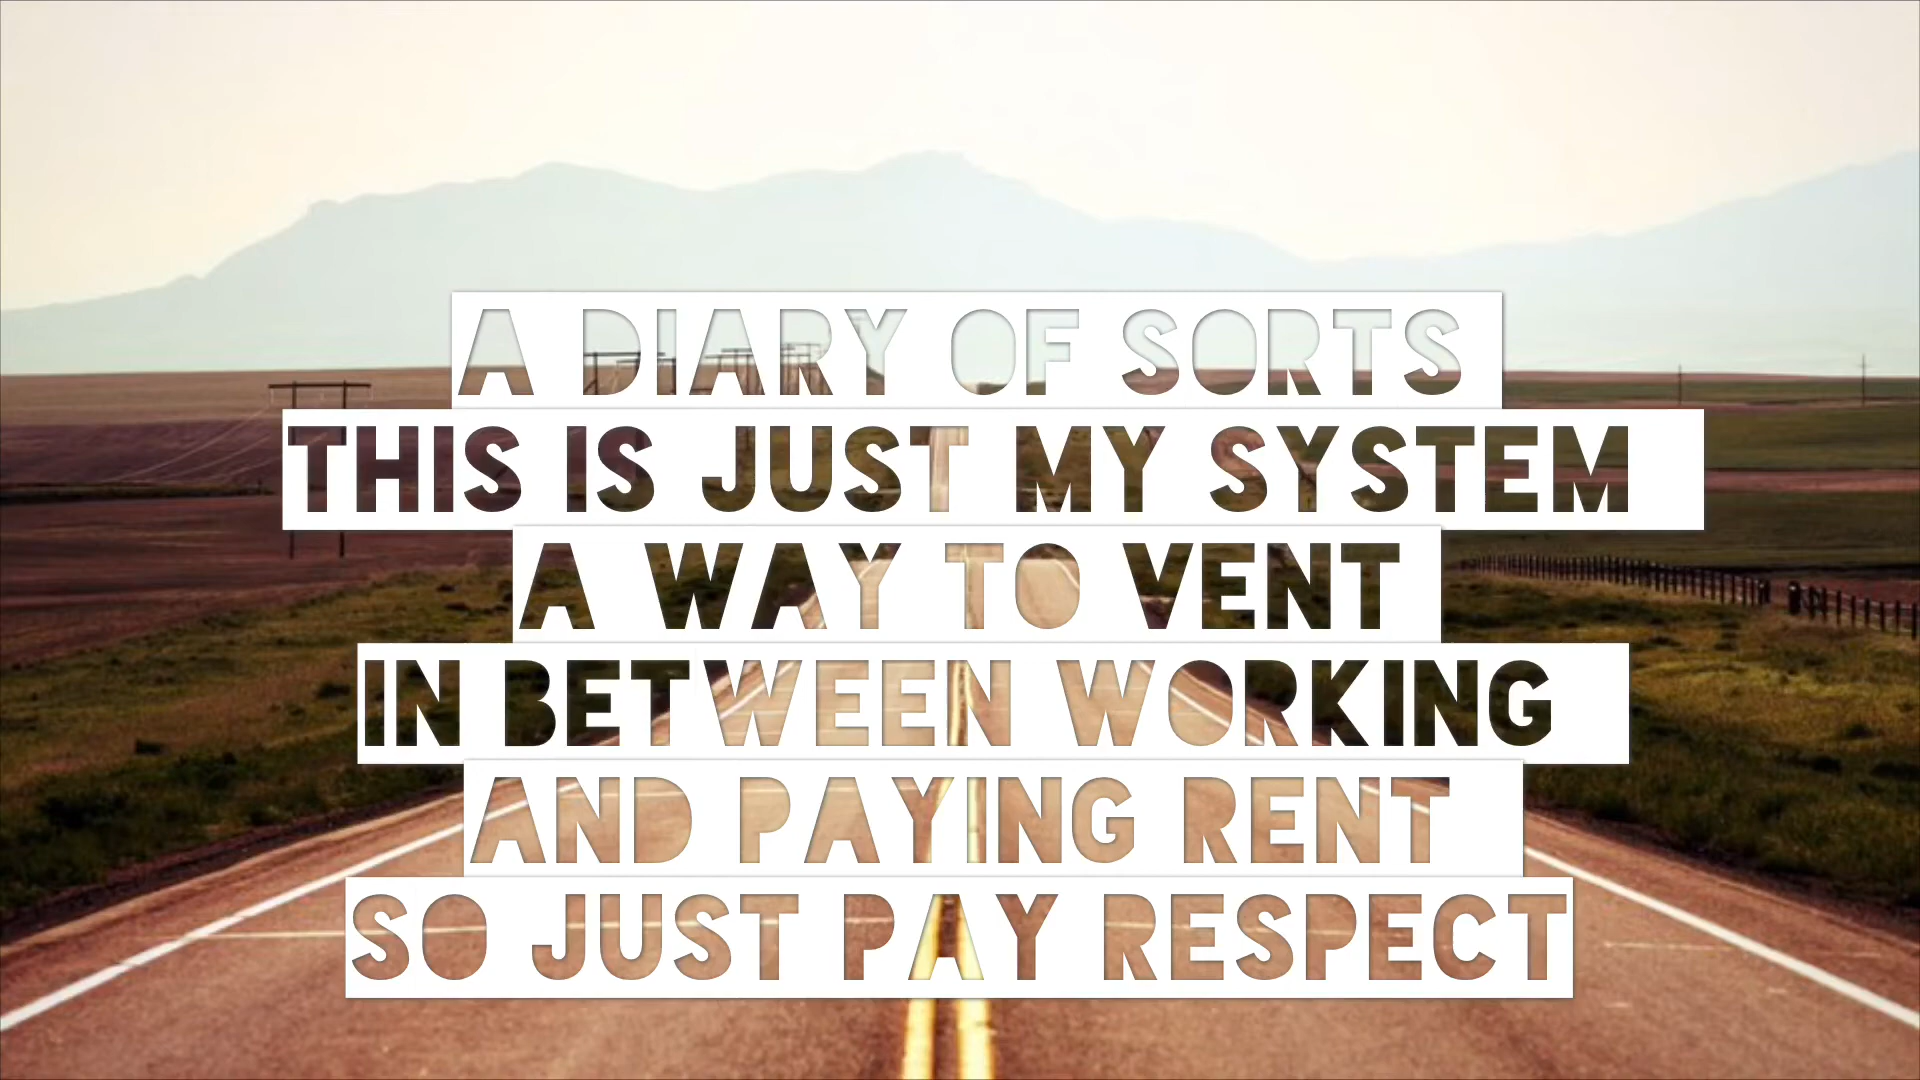 A DIARY OF SORTS
THIS IS JUST MY SYSTEM
A WAY TO VENT
IN BETWEEN WORKING
AND PAYING RENT
SO JUST PAY RESPECT